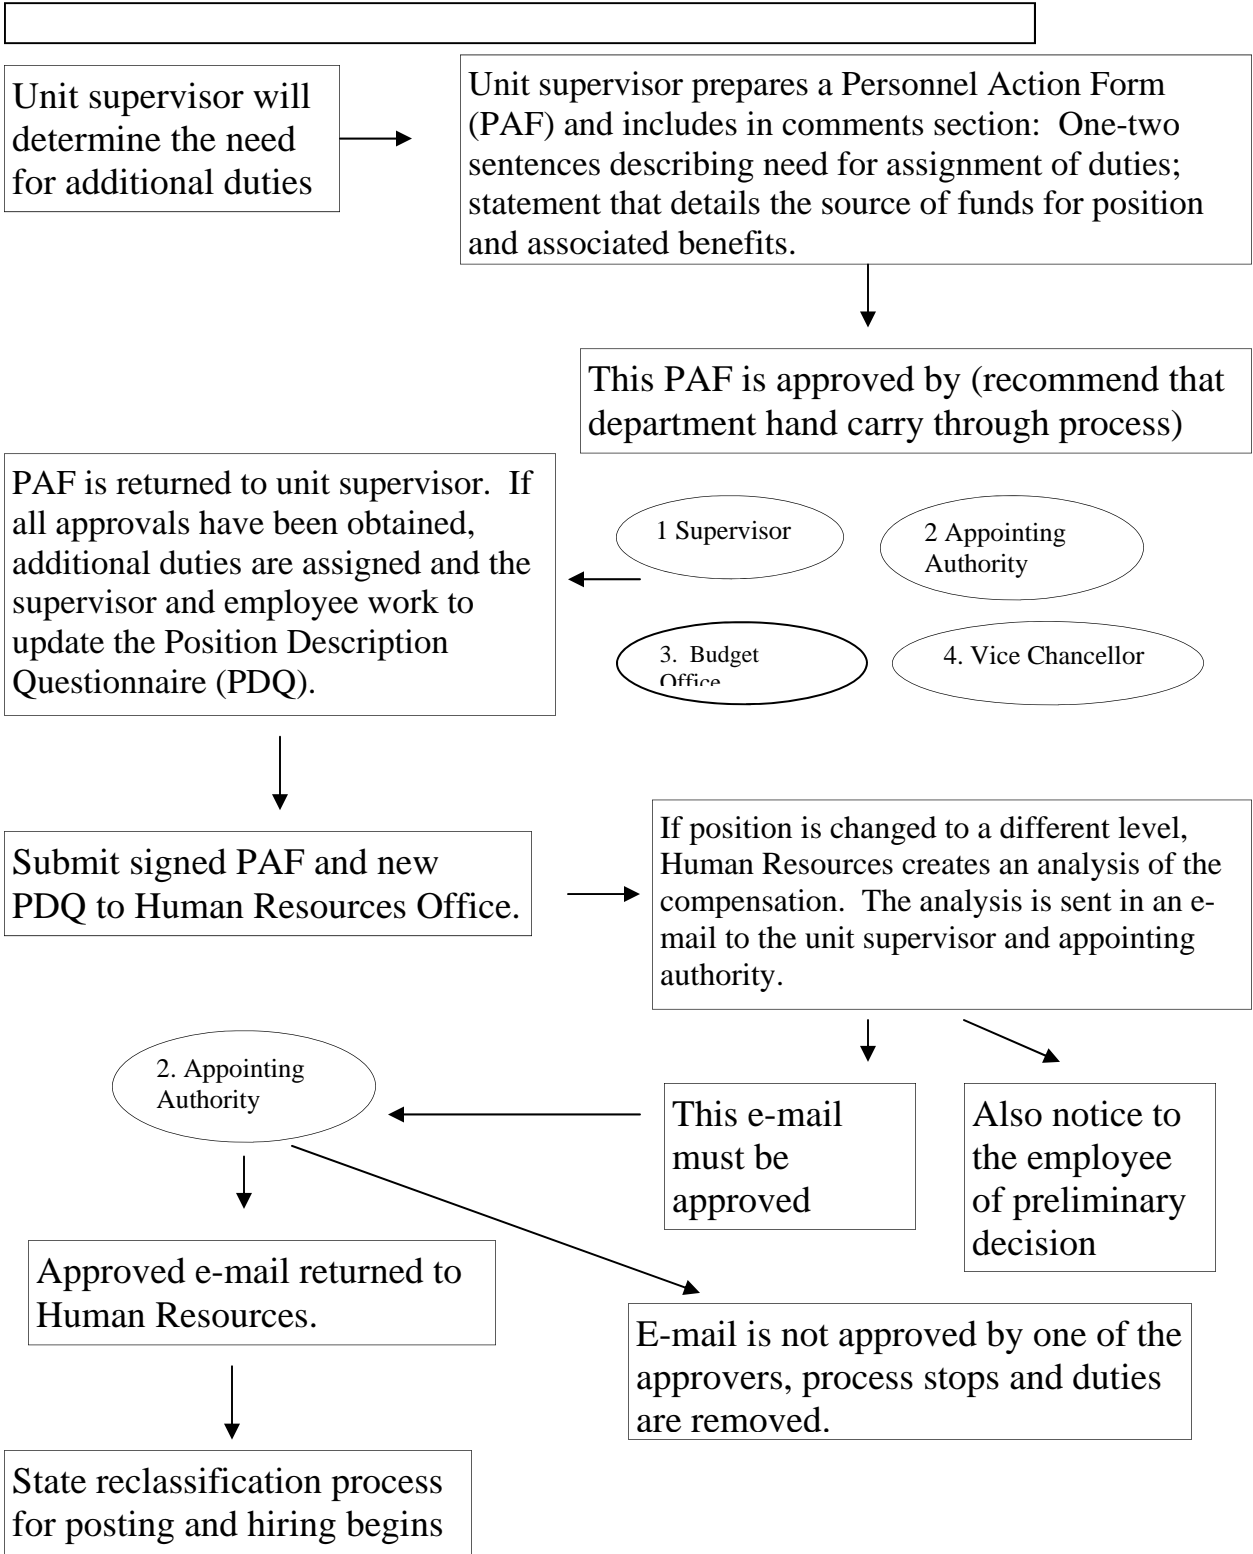 Unit supervisor will
determine the need
for additional duties
Unit supervisor prepares a Personnel Action Form
(PAF) and includes in comments section:  One-two
sentences describing need for assignment of duties;
statement that details the source of funds for position
and associated benefits.
This PAF is approved by (recommend that
department hand carry through process)
PAF is returned to unit supervisor.  If
all approvals have been obtained,
additional duties are assigned and the
supervisor and employee work to
update the Position Description
Questionnaire (PDQ).
1 Supervisor
2 Appointing
Authority
3.  Budget
Office
4. Vice Chancellor
Submit signed PAF and new
PDQ to Human Resources Office.
If position is changed to a different level,
Human Resources creates an analysis of the
compensation.  The analysis is sent in an e-
mail to the unit supervisor and appointing
authority.
2. Appointing
Authority
This e-mail
must be
approved
Also notice to
the employee
of preliminary
decision
Approved e-mail returned to
Human Resources.
E-mail is not approved by one of the
approvers, process stops and duties
are removed.
State reclassification process
for posting and hiring begins